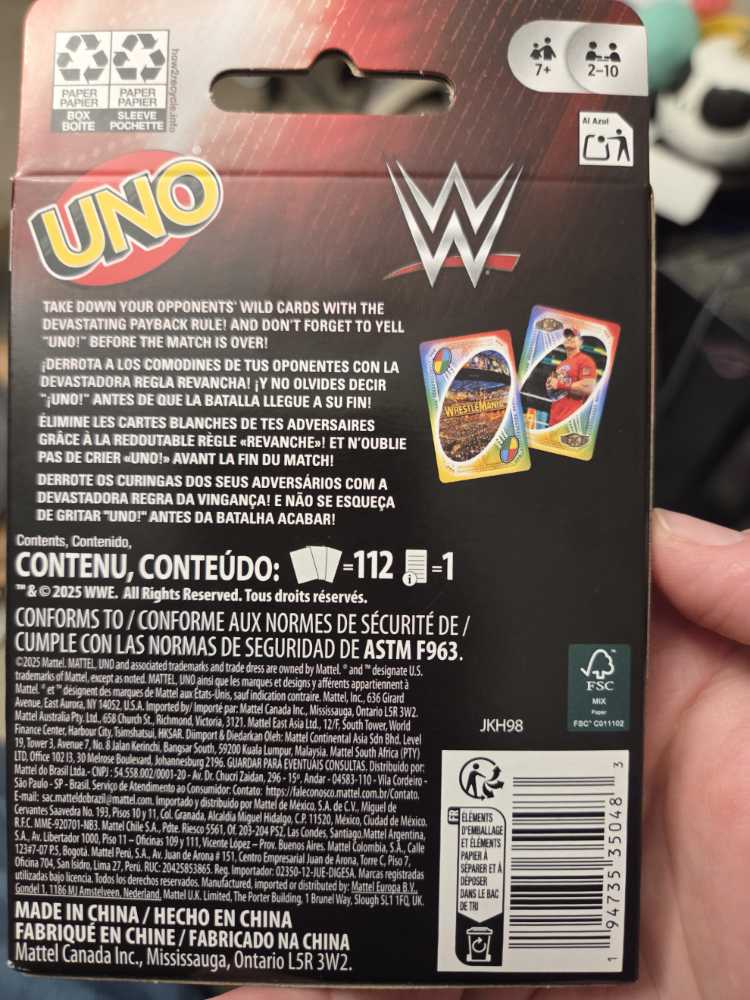 PAPER
PAPIER
BOX
BOÎTE
PAPER
PAPIER
SLEEVE
POCHETTE
how2recycle.info
7+
2–10
Al Azul
UNO
W
TAKE DOWN YOUR OPPONENTS' WILD CARDS WITH THE
DEVASTATING PAYBACK RULE! AND DON'T FORGET TO YELL
"UNO!" BEFORE THE MATCH IS OVER!
¡DERROTA A LOS COMODINES DE TUS OPONENTES CON LA
DEVASTADORA REGLA REVANCHA! ¡Y NO OLVIDES DECIR
"¡UNO!" ANTES DE QUE LA BATALLA LLEGUE A SU FIN!
ÉLIMINE LES CARTES BLANCHES DE TES ADVERSAIRES
GRÂCE À LA REDOUTABLE RÈGLE «REVANCHE»! ET N'OUBLIE
PAS DE CRIER «UNO!» AVANT LA FIN DU MATCH!
DERROTE OS CURINGAS DOS SEUS ADVERSÁRIOS COM A
DEVASTADORA REGRA DA VINGANÇA! E NÃO SE ESQUEÇA
DE GRITAR "UNO!" ANTES DA BATALHA ACABAR!
WRESTLEMANIA
Contents, Contenido,
CONTENU, CONTEÚDO: =112 =1
™ & © 2025 WWE. All Rights Reserved. Tous droits réservés.
CONFORMS TO / CONFORME AUX NORMES DE SÉCURITÉ DE /
CUMPLE CON LAS NORMAS DE SEGURIDAD DE ASTM F963.
©2025 Mattel. MATTEL, UNO and associated trademarks and trade dress are owned by Mattel. ® and ™ designate U.S.
trademarks of Mattel, except as noted. MATTEL, UNO ainsi que les marques et designs y afférents appartiennent à
Mattel. ® et ™ désignent des marques de Mattel aux États-Unis, sauf indication contraire. Mattel, Inc., 636 Girard
Avenue, East Aurora, NY 14052, U.S.A. Imported by/ Importé par: Mattel Canada Inc., Mississauga, Ontario L5R 3W2.
Mattel Australia Pty. Ltd., 658 Church St., Richmond, Victoria, 3121. Mattel East Asia Ltd., 12/F, South Tower, World
Finance Center, Harbour City, Tsimshatsui, HKSAR. Diimport & Diedarkan Oleh: Mattel Continental Asia Sdn Bhd. Level
19, Tower 3, Avenue 7, No. 8 Jalan Kerinchi, Bangsar South, 59200 Kuala Lumpur, Malaysia. Mattel South Africa (PTY)
LTD, Office 102 I3, 30 Melrose Boulevard, Johannesburg 2196. GUARDAR PARA EVENTUAIS CONSULTAS. Distribuido por:
Mattel do Brasil Ltda.- CNPJ : 54.558.002/0001-20 - Av. Dr. Chucri Zaidan, 296 - 15º. Andar - 04583-110 - Vila Cordeiro -
São Paulo - SP - Brasil. Serviço de Atendimento ao Consumidor: Contato: https://faleconosco.mattel.com.br/Contato.
E-mail: sac.matteldobrazil@mattel.com. Importado y distribuido por Mattel de México, S.A. de C.V., Miguel de
Cervantes Saavedra No. 193, Pisos 10 y 11, Col. Granada, Alcaldía Miguel Hidalgo, C.P. 11520, México, Ciudad de México.
R.F.C. MME-920701-NB3. Mattel Chile S.A., Pdte. Riesco 5561, Of. 203-204 PS2, Las Condes, Santiago. Mattel Argentina,
S.A., Av. Libertador 1000, Piso 11 – Oficinas 109 y 111, Vicente López – Prov. Buenos Aires. Mattel Colombia, S.A., Calle
123#7-07 P.5, Bogotá. Mattel Perú, S.A., Av. Juan de Arona # 151, Centro Empresarial Juan de Arona, Torre C, Piso 7,
Oficina 704, San Isidro, Lima 27, Perú. RUC: 20425853865. Reg. Importador: 02350-12-JUE-DIGESA. Marcas registradas
utilizadas bajo licencia. Todos los derechos reservados. Manufactured, imported or distributed by: Mattel Europa B.V.,
Gondel 1, 1186 MJ Amstelveen, Nederland. Mattel U.K. Limited, The Porter Building, 1 Brunel Way, Slough SL1 1FQ, UK.
MADE IN CHINA / HECHO EN CHINA
FABRIQUÉ EN CHINE / FABRICADO NA CHINA
Mattel Canada Inc., Mississauga, Ontario L5R 3W2.
JKH98
FSC
MIX
Paper
FSC® C011102
FR
ÉLÉMENTS
D'EMBALLAGE
ET ÉLÉMENTS
PAPIER À
SÉPARER ET À
DÉPOSER
DANS LE BAC
DE TRI
1 94735 35048 3